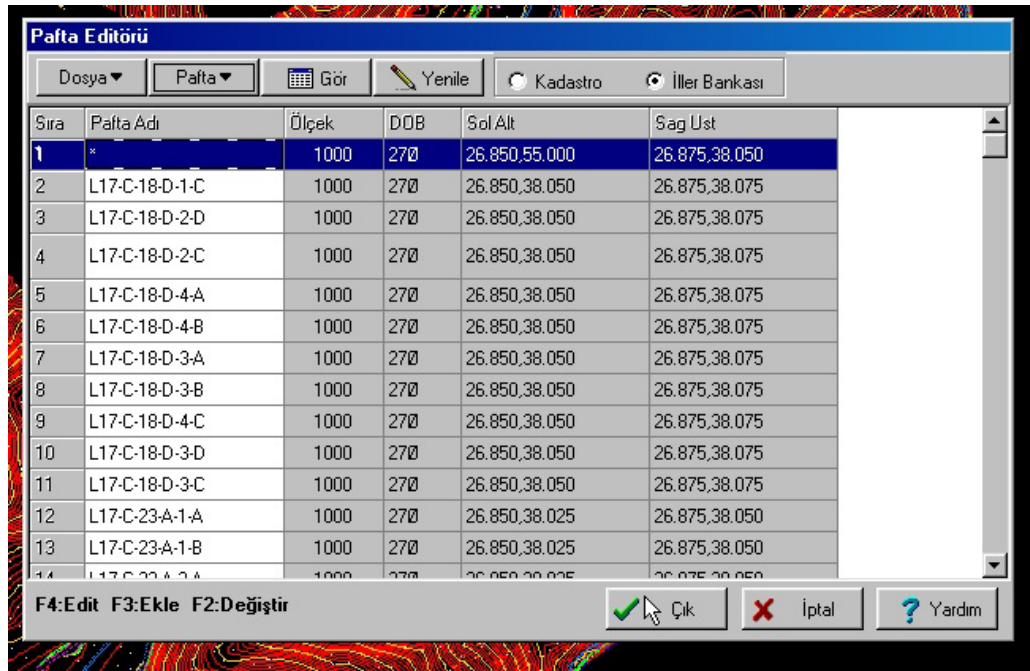 Pafta Editörü
Dosya Pafta Gör Yenile Kadastro İller Bankası
Sıra Pafta Adı Ölçek DOB Sol Alt Sag Ust
1 * 1000 270 26.850,55.000 26.875,38.050
2 L17-C-18-D-1-C 1000 270 26.850,38.050 26.875,38.075
3 L17-C-18-D-2-D 1000 270 26.850,38.050 26.875,38.075
4 L17-C-18-D-2-C 1000 270 26.850,38.050 26.875,38.075
5 L17-C-18-D-4-A 1000 270 26.850,38.050 26.875,38.075
6 L17-C-18-D-4-B 1000 270 26.850,38.050 26.875,38.075
7 L17-C-18-D-3-A 1000 270 26.850,38.050 26.875,38.075
8 L17-C-18-D-3-B 1000 270 26.850,38.050 26.875,38.075
9 L17-C-18-D-4-C 1000 270 26.850,38.050 26.875,38.075
10 L17-C-18-D-3-D 1000 270 26.850,38.050 26.875,38.075
11 L17-C-18-D-3-C 1000 270 26.850,38.050 26.875,38.075
12 L17-C-23-A-1-A 1000 270 26.850,38.025 26.875,38.050
13 L17-C-23-A-1-B 1000 270 26.850,38.025 26.875,38.050
F4:Edit F3:Ekle F2:Değiştir Çık İptal Yardım